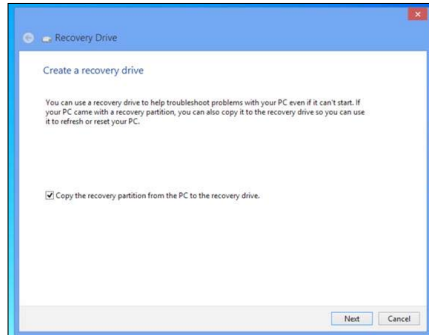 Recovery Drive
Create a recovery drive
You can use a recovery drive to help troubleshoot problems with your PC even if it can't start. If
your PC came with a recovery partition, you can also copy it to the recovery drive so you can use
it to refresh or reset your PC.
Copy the recovery partition from the PC to the recovery drive.
Next Cancel